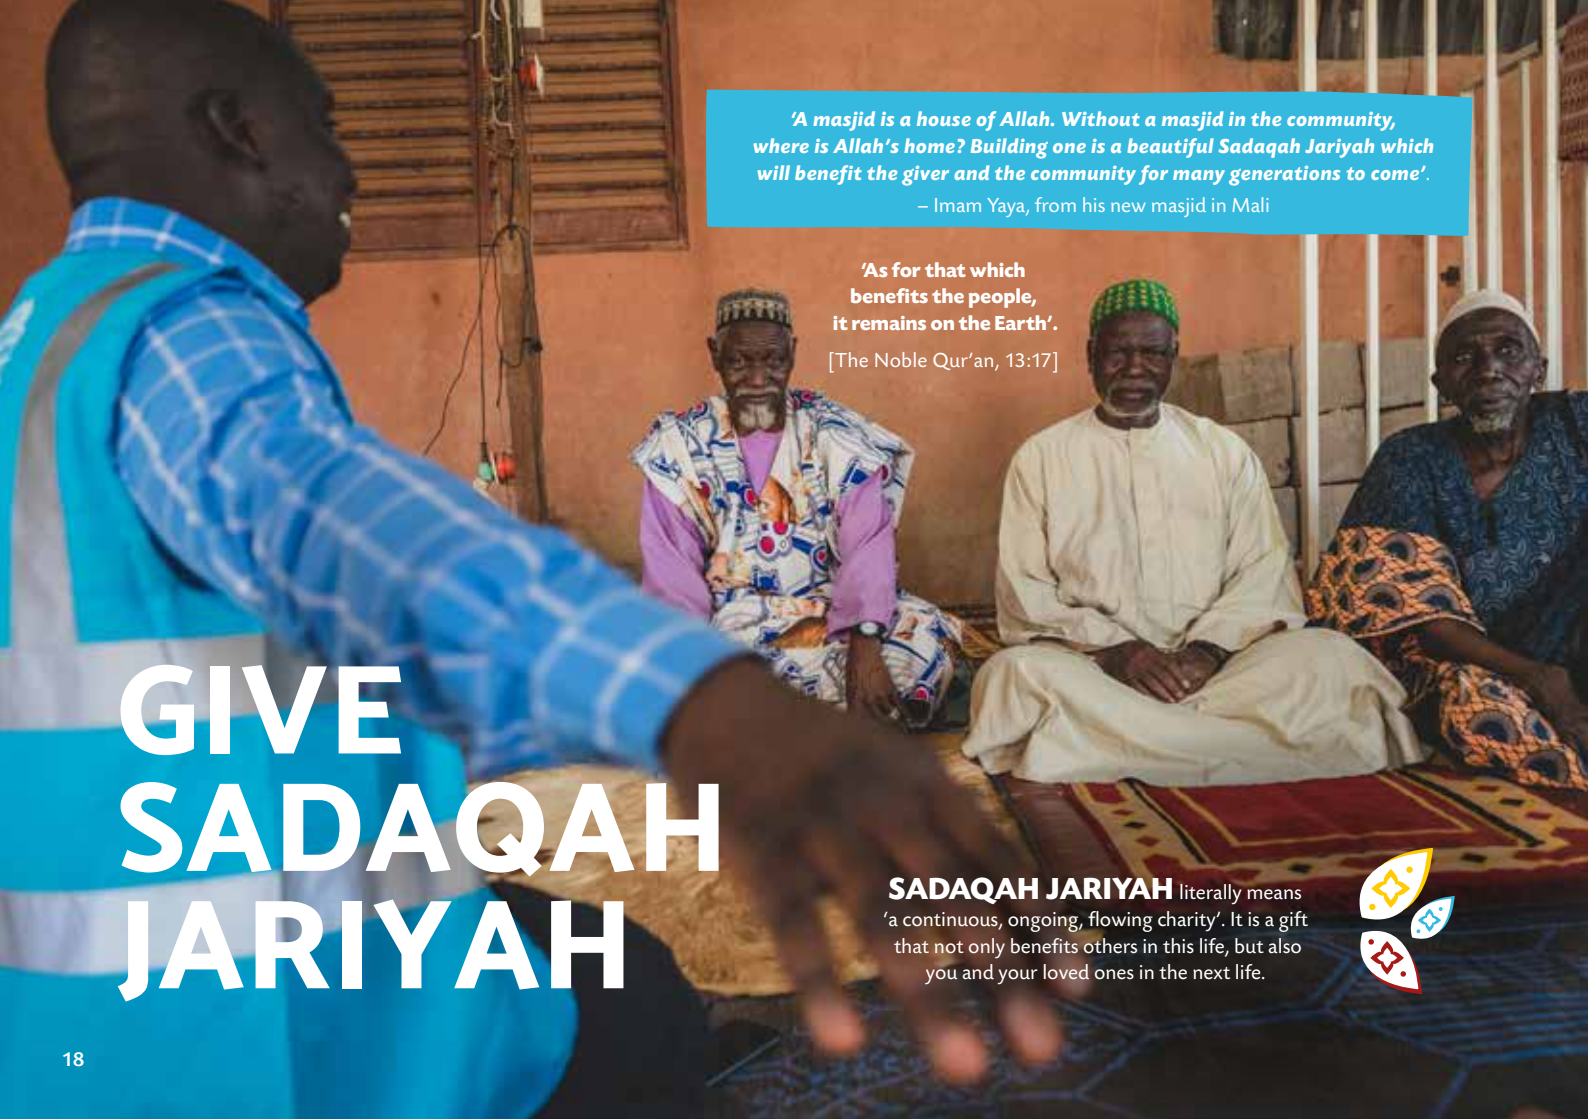 ‘A masjid is a house of Allah. Without a masjid in the community,
where is Allah’s home? Building one is a beautiful Sadaqah Jariyah which
will benefit the giver and the community for many generations to come’.
– Imam Yaya, from his new masjid in Mali
‘As for that which
benefits the people,
it remains on the Earth’.
[The Noble Qur’an, 13:17]
GIVE
SADAQAH
JARIYAH
SADAQAH JARIYAH literally means
‘a continuous, ongoing, flowing charity’. It is a gift
that not only benefits others in this life, but also
you and your loved ones in the next life.
18